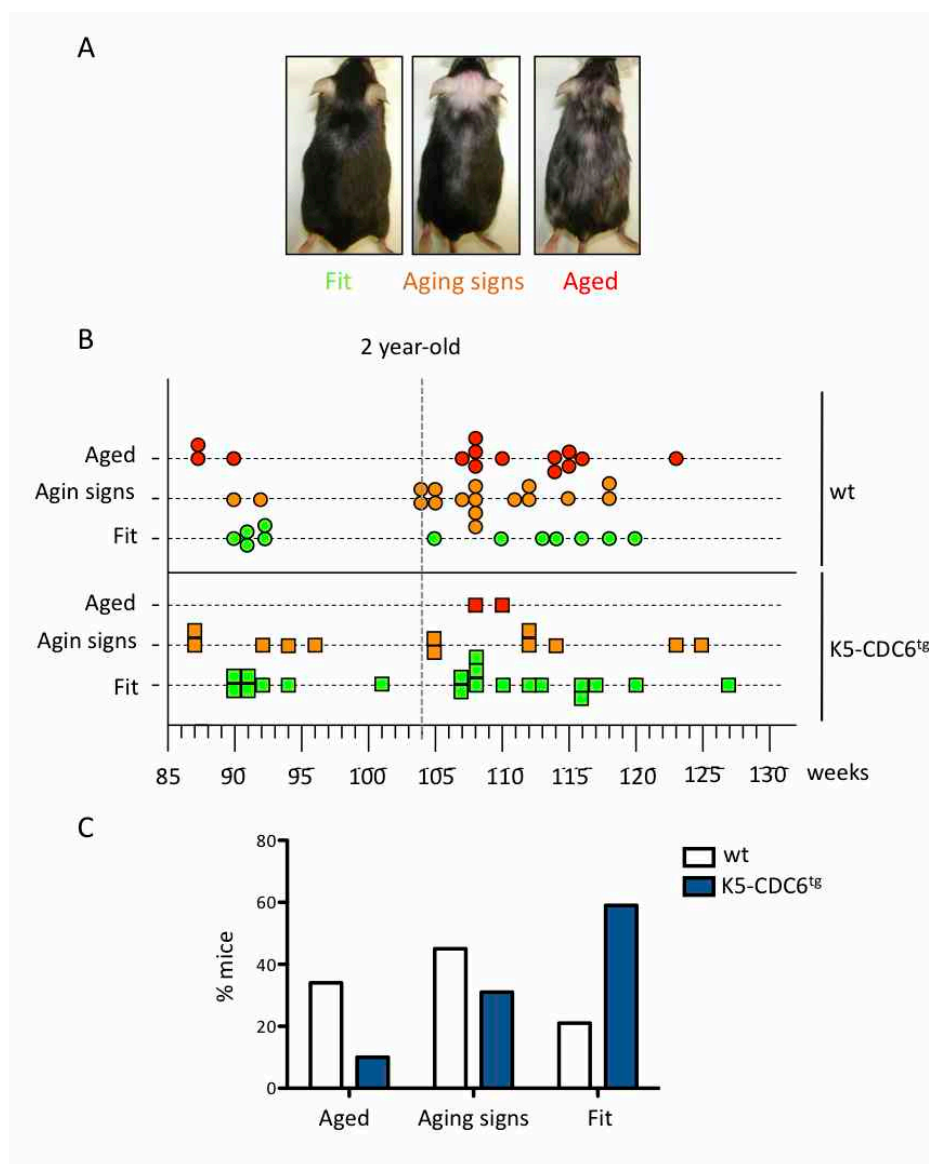 A
Fit Aging signs Aged
B
2 year-old
Aged
Agin signs
Fit
wt
Aged
Agin signs
Fit
K5-CDC6tg
85 90 95 100 105 110 115 120 125 130 weeks
C
80
60
40
20
0
% mice
wt
K5-CDC6tg
Aged Aging signs Fit